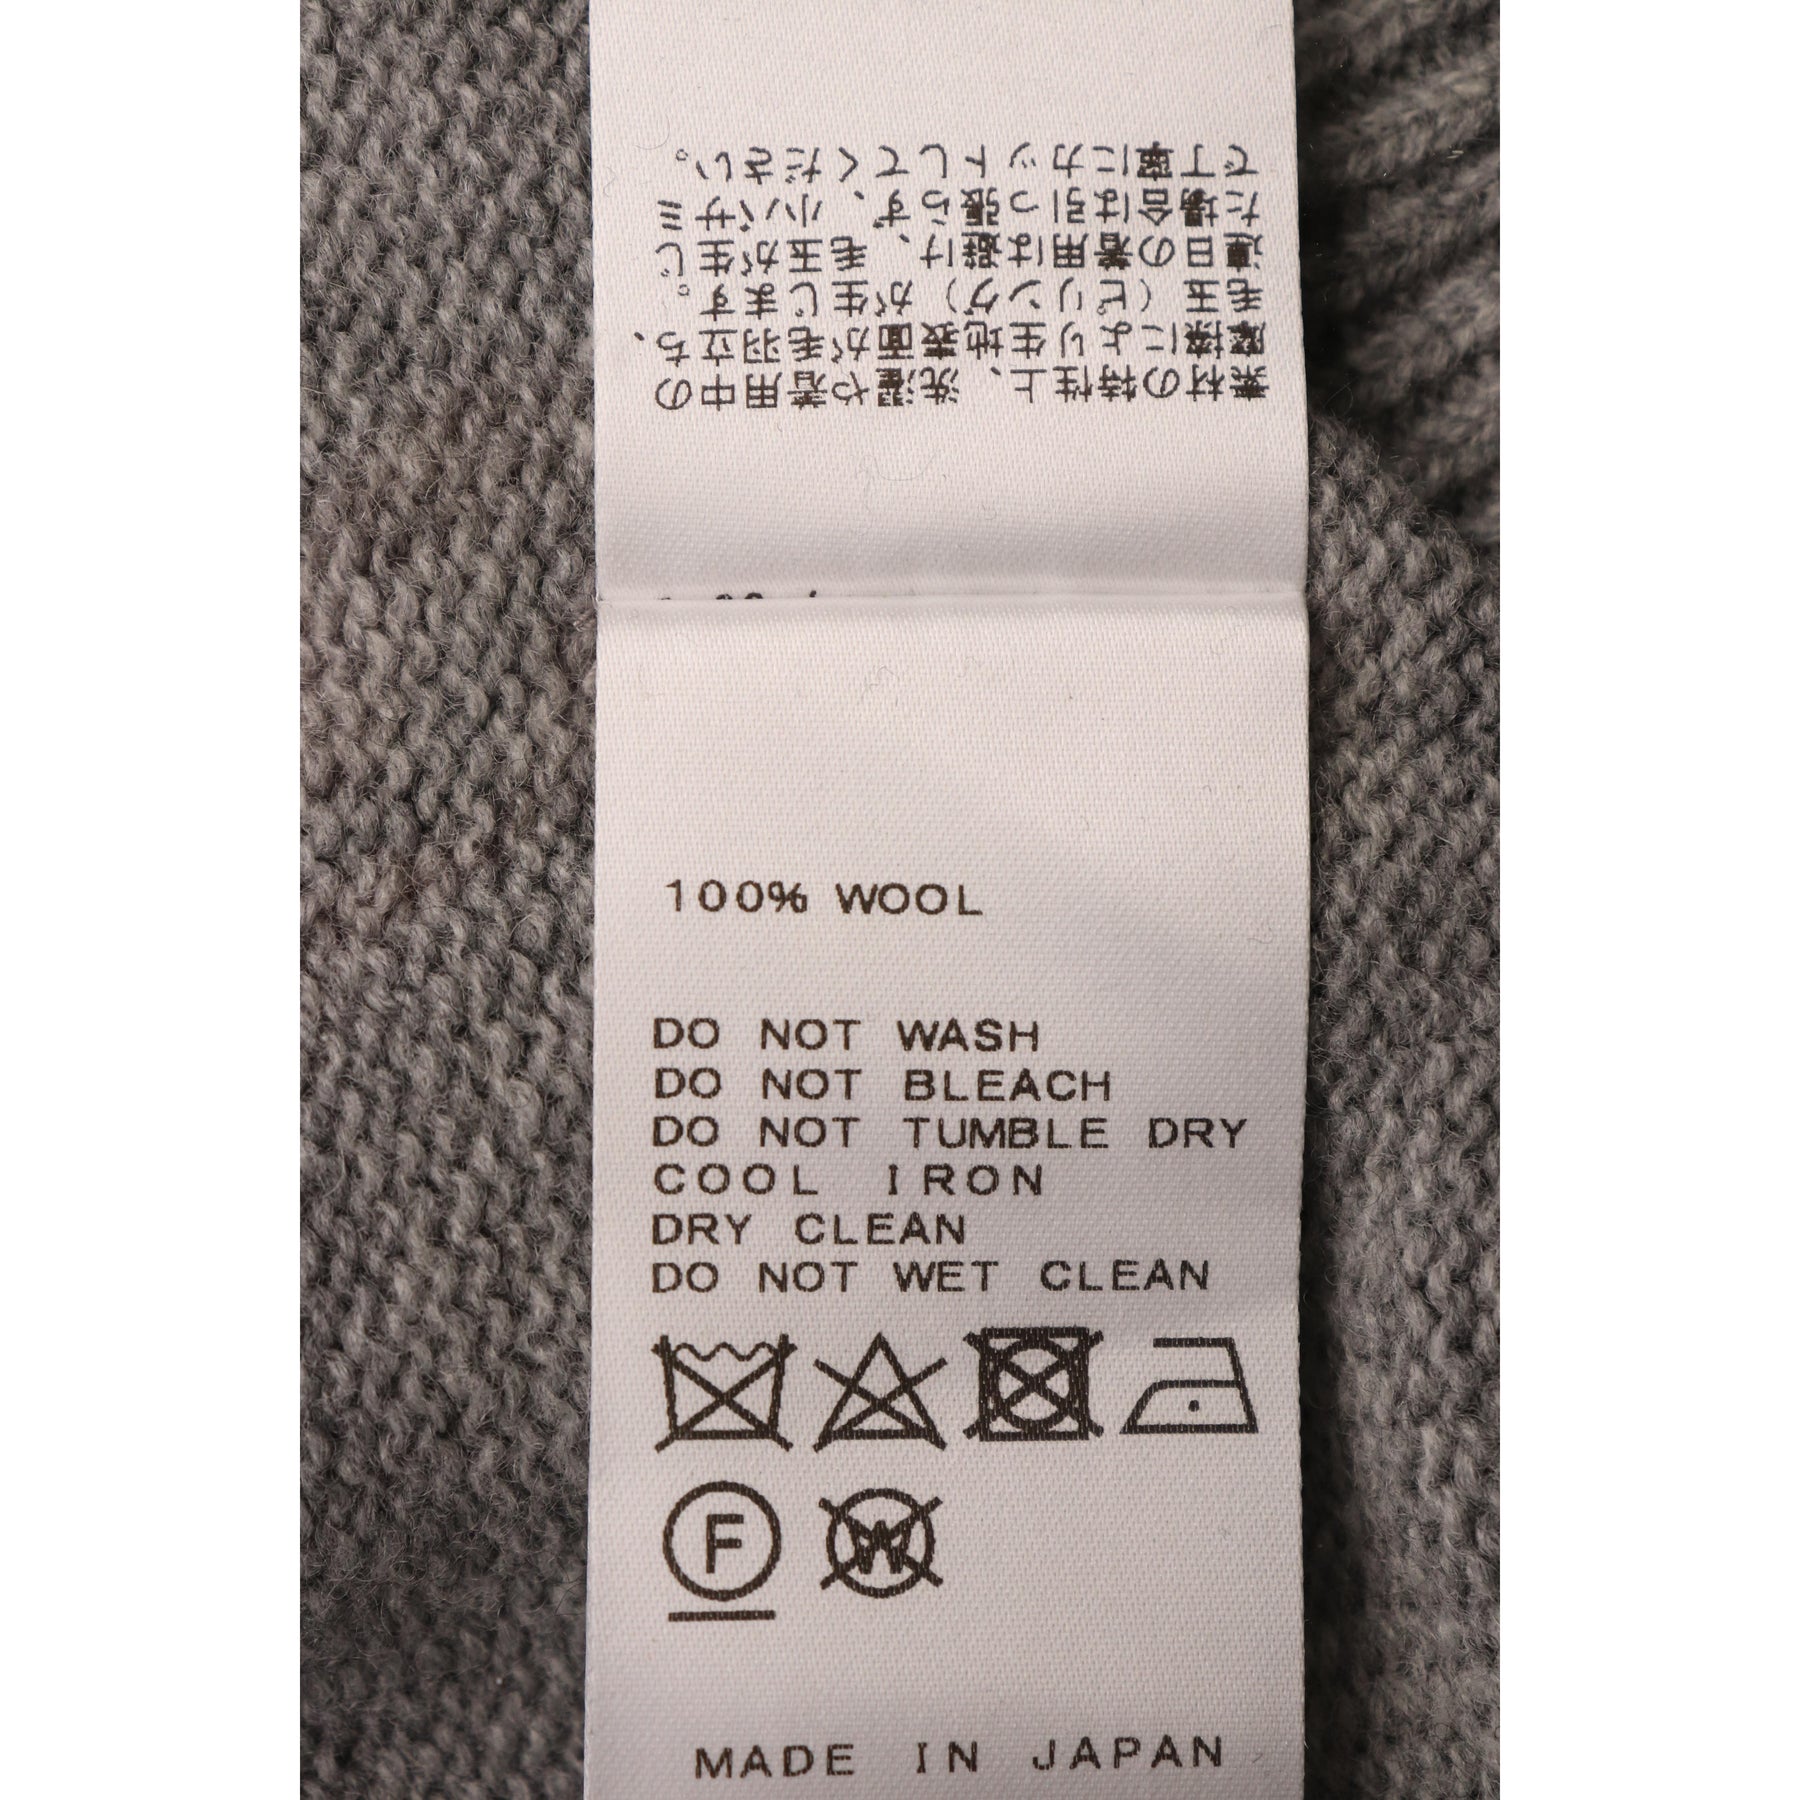 素材の特性上、洗濯や着用中の
摩擦により生地表面が毛羽立ち、
毛玉（ピリング）が生じます。
連日の着用は避け、毛玉が生じ
た場合は引っ張らず、小バサミ
で丁寧にカットしてください。
100% WOOL
DO NOT WASH
DO NOT BLEACH
DO NOT TUMBLE DRY
COOL IRON
DRY CLEAN
DO NOT WET CLEAN
F W
MADE IN JAPAN